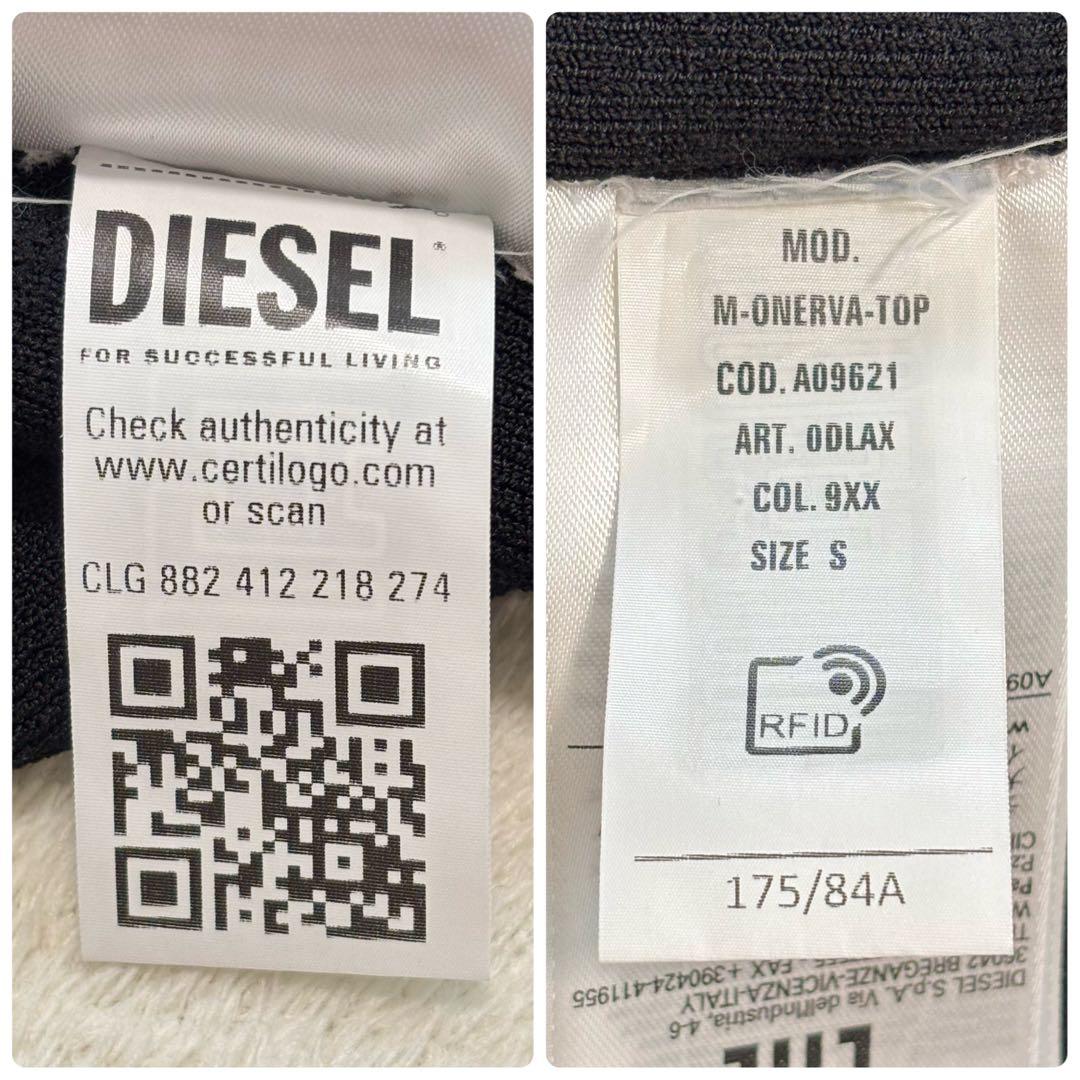 DIESEL®
FOR SUCCESSFUL LIVING
Check authenticity at
www.certilogo.com
or scan
CLG 882 412 218 274
MOD.
M-ONERVA-TOP
COD. A09621
ART. 0DLAX
COL. 9XX
SIZE S
RFID
175/84A
A09
DIESEL S.p.A. Via dell'Industria, 4-6
36042 BREGANZE-VICENZA-ITALY
FAX + 390424-411955